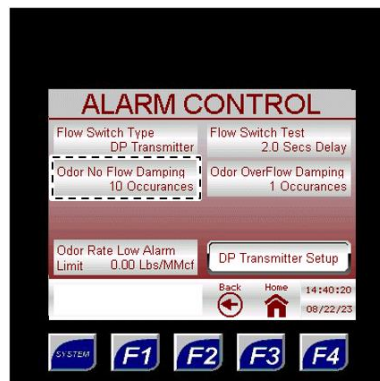 ALARM CONTROL
Flow Switch Type
DP Transmitter
Flow Switch Test
2.0 Secs Delay
Odor No Flow Damping
10 Occurances
Odor OverFlow Damping
1 Occurances
Odor Rate Low Alarm
Limit 0.00 Lbs/MMcf
DP Transmitter Setup
Back
Home
14:40:20
08/22/23
SYSTEM
F1
F2
F3
F4